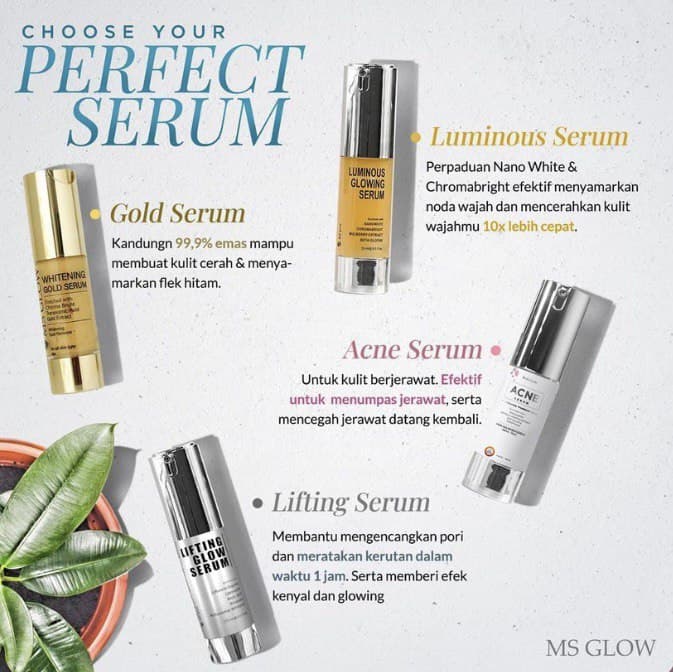 CHOOSE YOUR
PERFECT
SERUM
Luminous Serum
Perpaduan Nano White &
Chromabright efektif menyamarkan
noda wajah dan mencerahkan kulit
wajahmu 10x lebih cepat.
LUMINOUS
GLOWING
SERUM
Gold Serum
Kandungn 99,9% emas mampu
membuat kulit cerah & menya-
markan flek hitam.
WHITENING
GOLD SERUM
Acne Serum
Untuk kulit berjerawat. Efektif
untuk menumpas jerawat, serta
mencegah jerawat datang kembali.
ACNE
SERUM
Lifting Serum
Membantu mengencangkan pori
dan meratakan kerutan dalam
waktu 1 jam. Serta memberi efek
kenyal dan glowing
LIFTING
GLOW
SERUM
MS GLOW